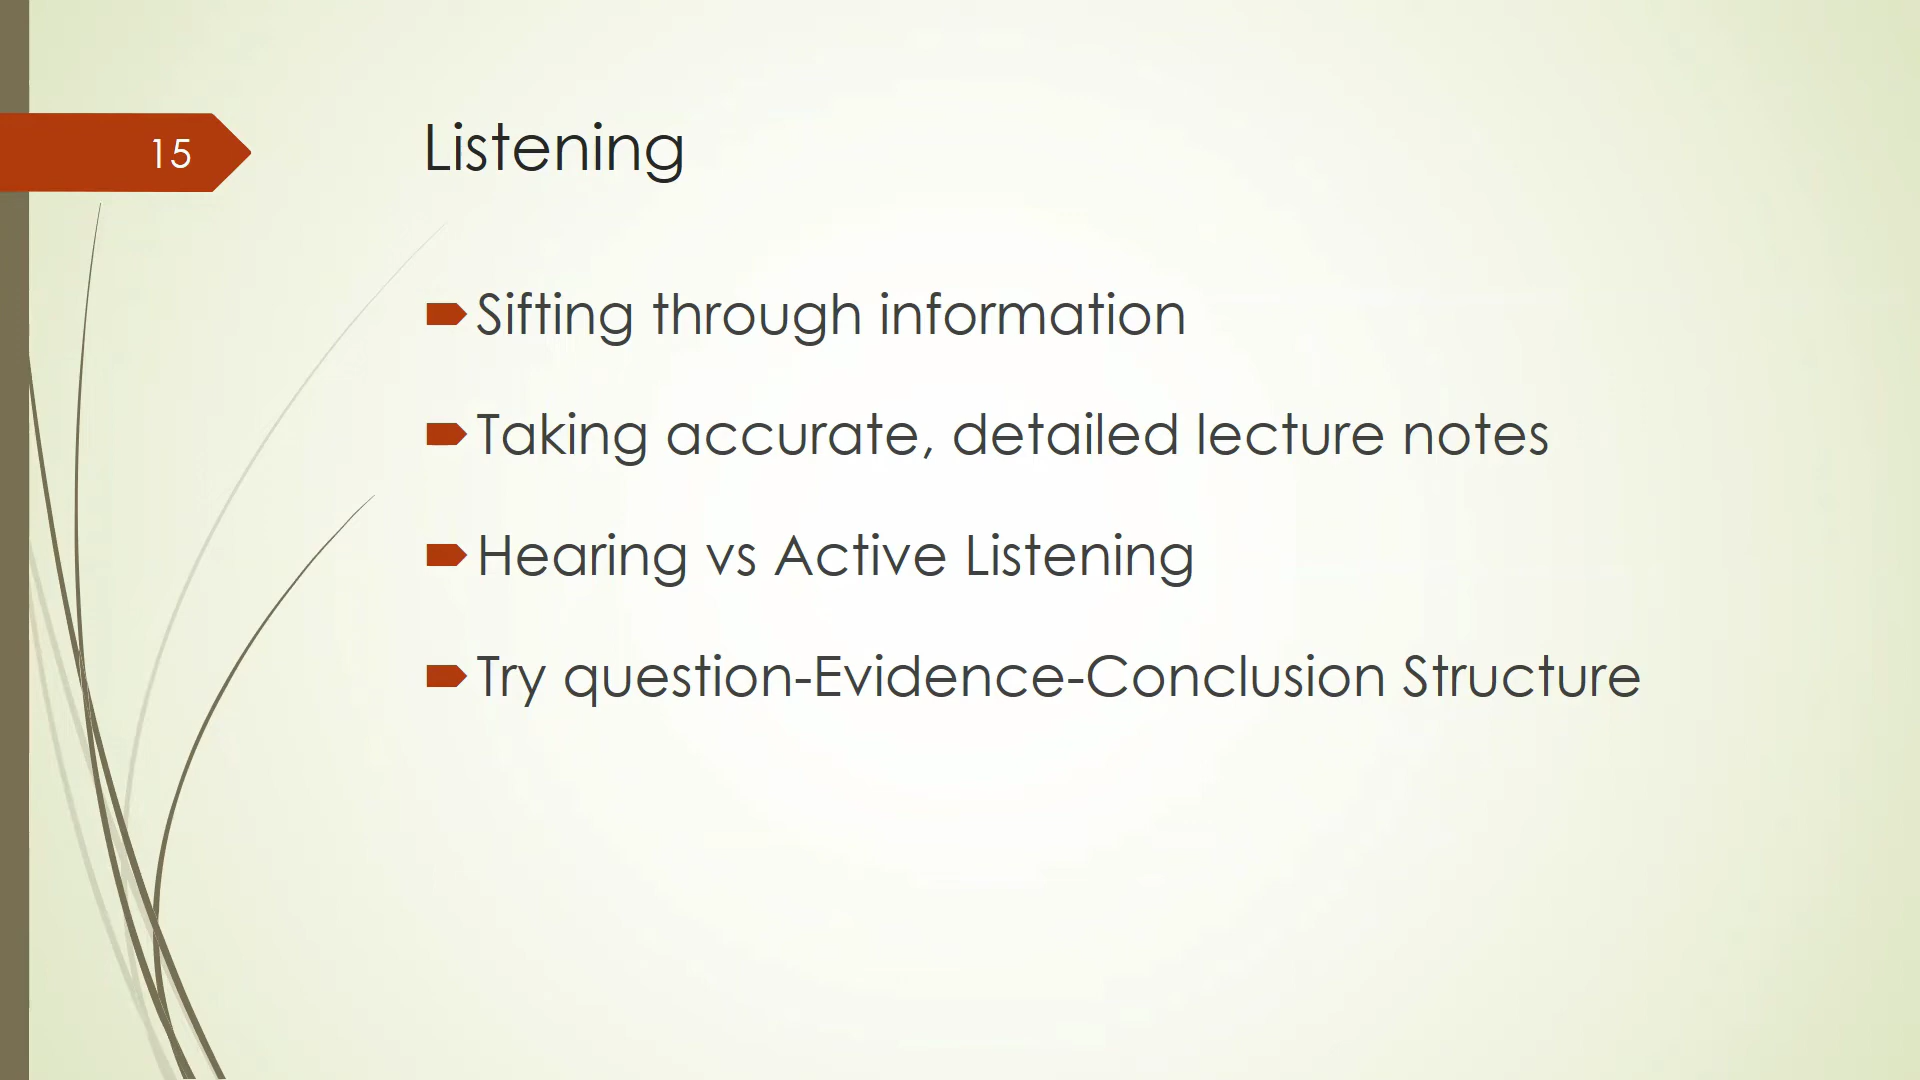 15
Listening
Sifting through information
Taking accurate, detailed lecture notes
Hearing vs Active Listening
Try question-Evidence-Conclusion Structure